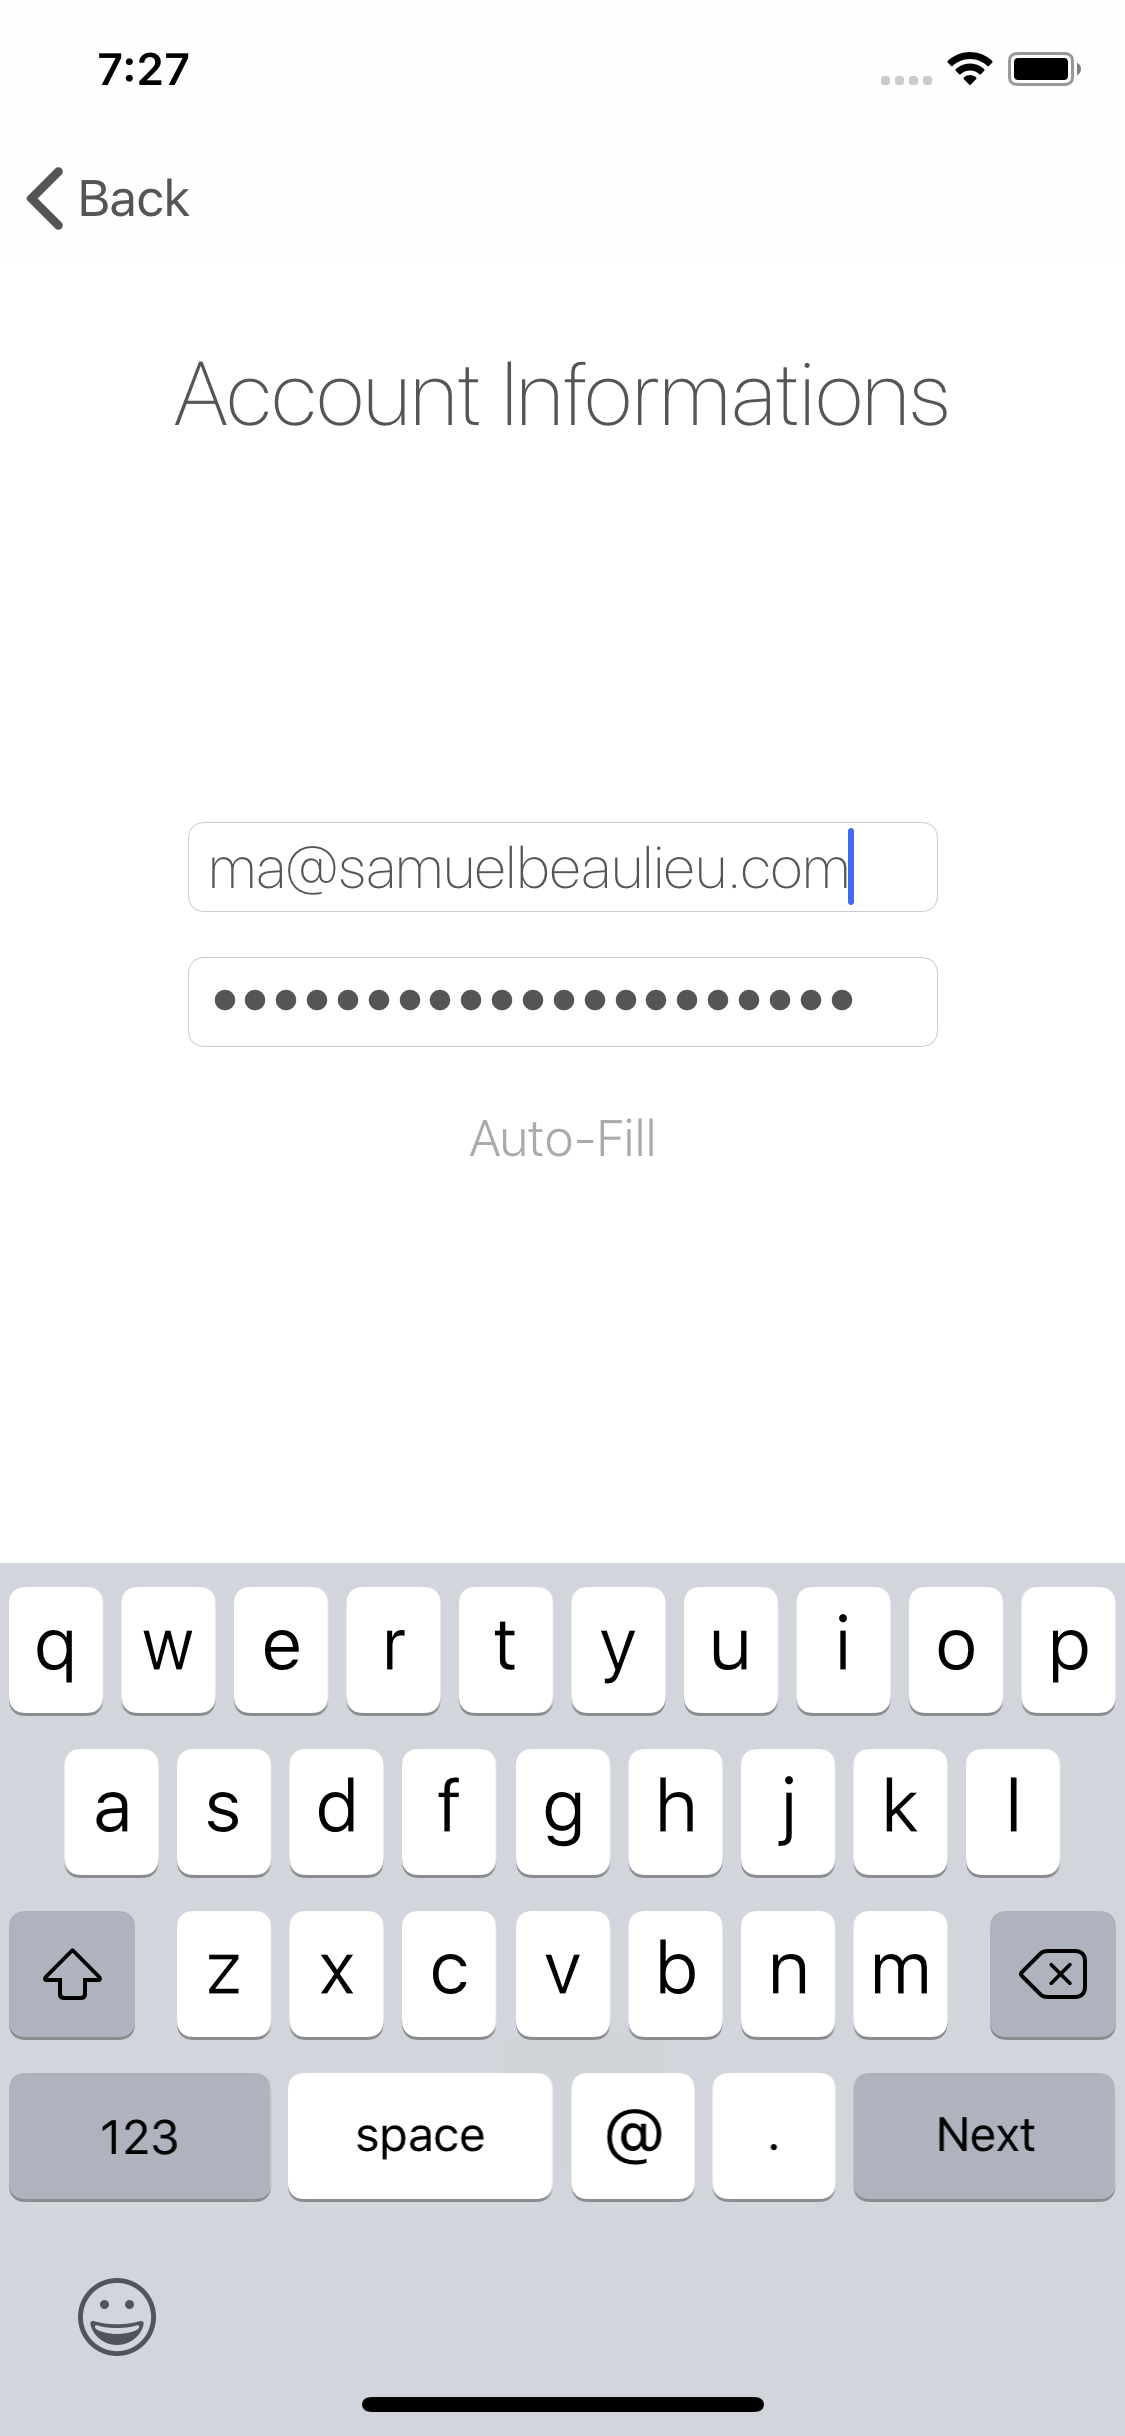 7:27
Back
Account Informations
ma@samuelbeaulieu.com
•••••••••••••••••••••
Auto-Fill
q w e r t y u i o p
a s d f g h j k l
z x c v b n m
123 space @ . Next